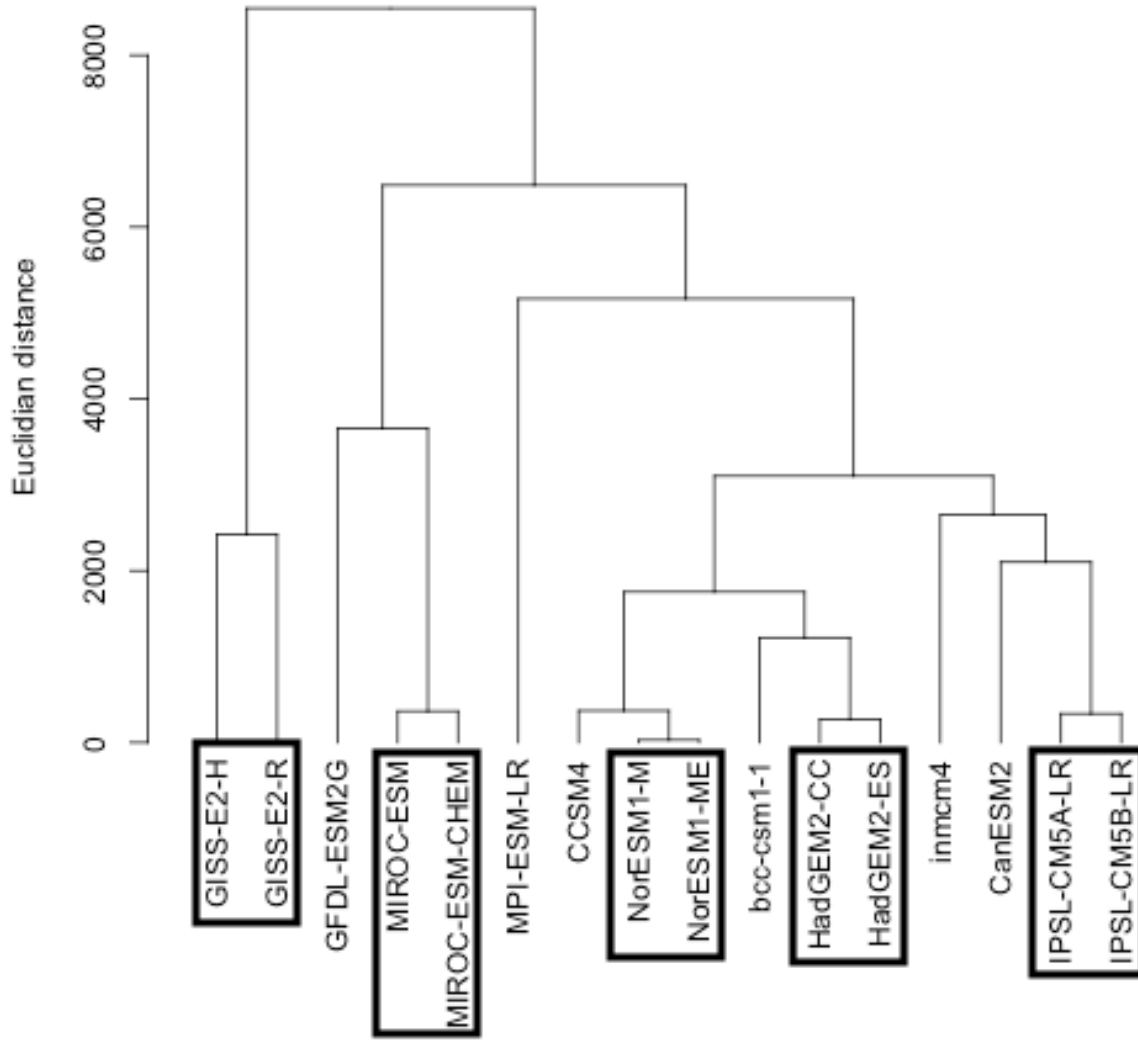 Euclidian distance
8000
6000
4000
2000
0
GISS-E2-H
GISS-E2-R
GFDL-ESM2G
MIROC-ESM
MIROC-ESM-CHEM
MPI-ESM-LR
CCSM4
NorESM1-M
NorESM1-ME
bcc-csm1-1
HadGEM2-CC
HadGEM2-ES
inmcm4
CanESM2
IPSL-CM5A-LR
IPSL-CM5B-LR